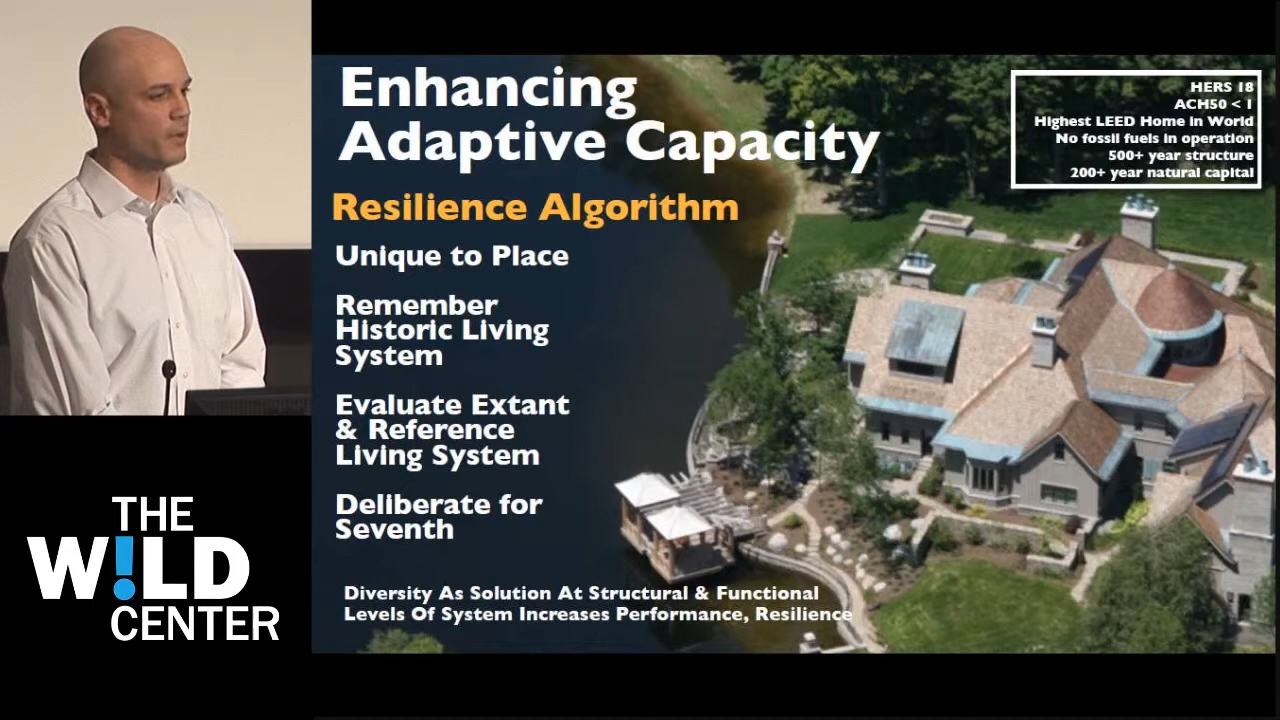 Enhancing
Adaptive Capacity
HERS 18
ACH50 < 1
Highest LEED Home in World
No fossil fuels in operation
500+ year structure
200+ year natural capital
Resilience Algorithm
Unique to Place
Remember
Historic Living
System
Evaluate Extant
& Reference
Living System
Deliberate for
Seventh
Diversity As Solution At Structural & Functional
Levels Of System Increases Performance, Resilience
THE
W!LD
CENTER